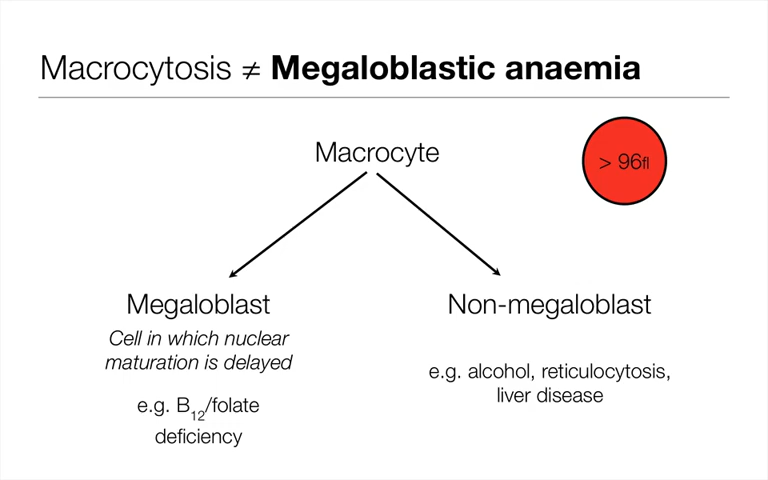 Macrocytosis ≠ Megaloblastic anaemia
Macrocyte
> 96fl
Megaloblast
Cell in which nuclear
maturation is delayed
e.g. B12/folate
deficiency
Non-megaloblast
e.g. alcohol, reticulocytosis,
liver disease